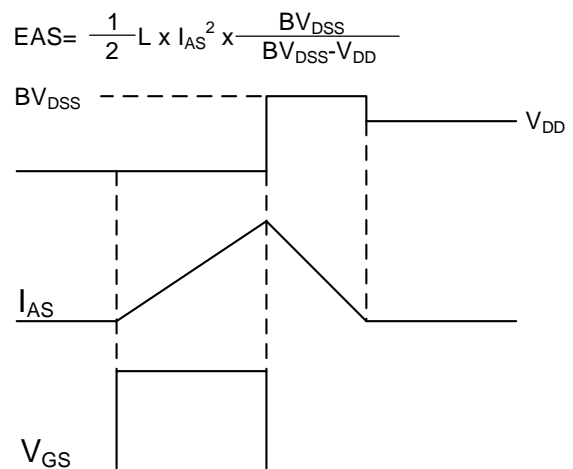 EAS= 1/2 L x I_AS^2 x BV_DSS/BV_DSS-V_DD
BV_DSS
V_DD
I_AS
V_GS